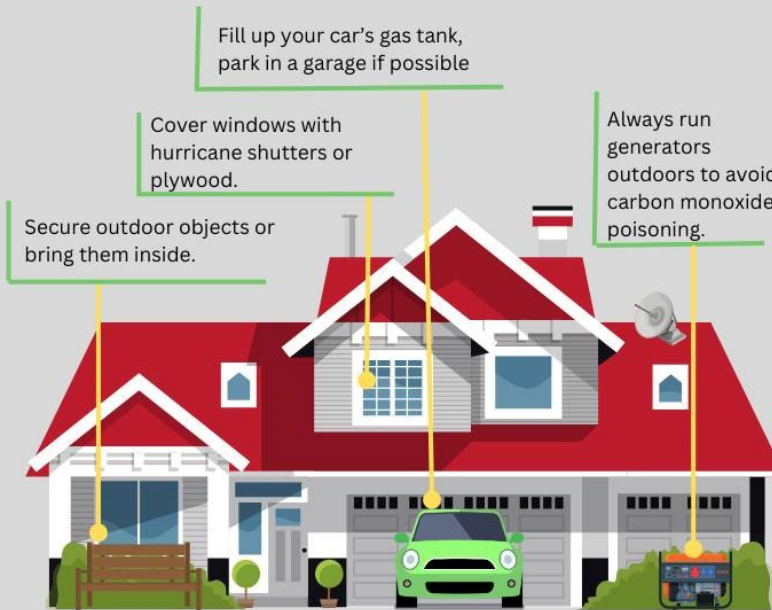 Fill up your car's gas tank,
park in a garage if possible
Cover windows with
hurricane shutters or
plywood.
Secure outdoor objects or
bring them inside.
Always run
generators
outdoors to avoid
carbon monoxide
poisoning.